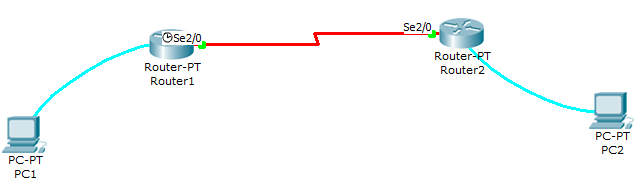 Se2/0
Router-PT
Router1
Se2/0
Router-PT
Router2
PC-PT
PC1
PC-PT
PC2